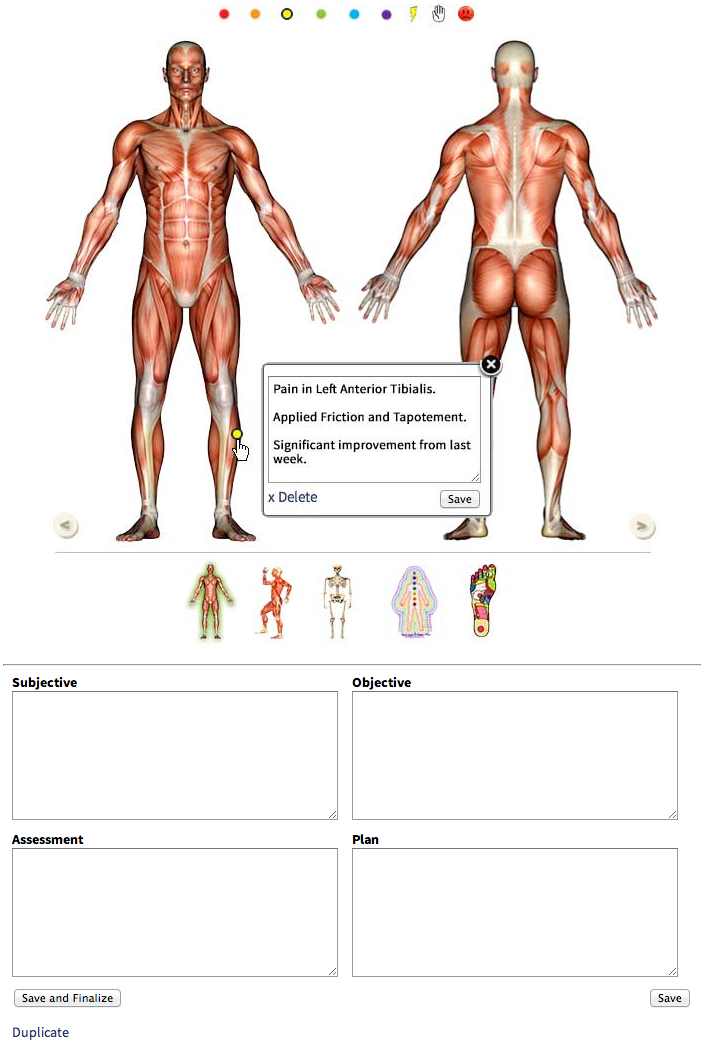 Pain in Left Anterior Tibialis.
Applied Friction and Tapotement.
Significant improvement from last
week.
x Delete
Save
Subjective
Objective
Assessment
Plan
Save and Finalize
Save
Duplicate